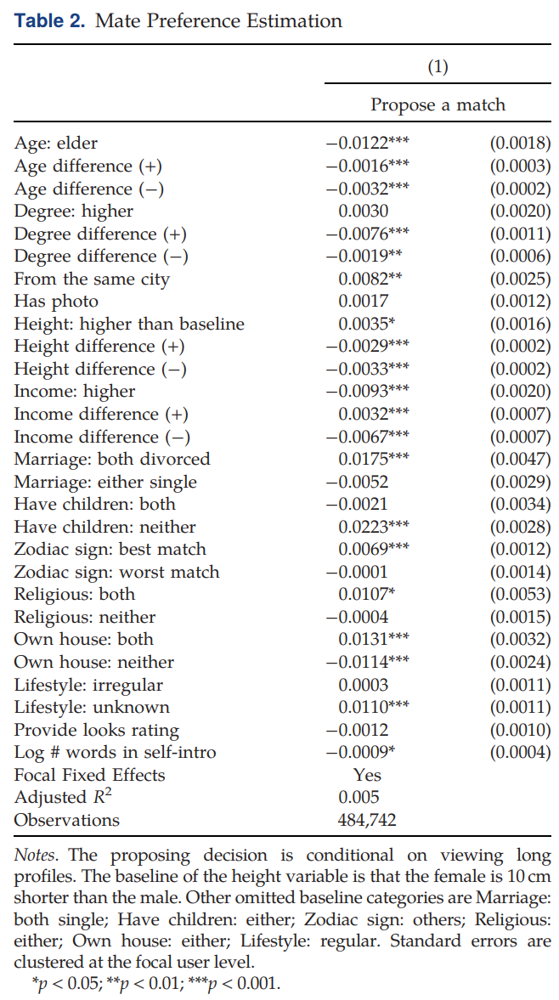 Table 2. Mate Preference Estimation
(1)
Propose a match
Age: elder −0.0122*** (0.0018)
Age difference (+) −0.0016*** (0.0003)
Age difference (−) −0.0032*** (0.0002)
Degree: higher 0.0030 (0.0020)
Degree difference (+) −0.0076*** (0.0011)
Degree difference (−) −0.0019** (0.0006)
From the same city 0.0082** (0.0025)
Has photo 0.0017 (0.0012)
Height: higher than baseline 0.0035* (0.0016)
Height difference (+) −0.0029*** (0.0002)
Height difference (−) −0.0033*** (0.0002)
Income: higher −0.0093*** (0.0020)
Income difference (+) 0.0032*** (0.0007)
Income difference (−) −0.0067*** (0.0007)
Marriage: both divorced 0.0175*** (0.0047)
Marriage: either single −0.0052 (0.0029)
Have children: both −0.0021 (0.0034)
Have children: neither 0.0223*** (0.0028)
Zodiac sign: best match 0.0069*** (0.0012)
Zodiac sign: worst match −0.0001 (0.0014)
Religious: both 0.0107* (0.0053)
Religious: neither −0.0004 (0.0015)
Own house: both 0.0131*** (0.0032)
Own house: neither −0.0114*** (0.0024)
Lifestyle: irregular 0.0003 (0.0011)
Lifestyle: unknown 0.0110*** (0.0011)
Provide looks rating −0.0012 (0.0010)
Log # words in self-intro −0.0009* (0.0004)
Focal Fixed Effects Yes
Adjusted R² 0.005
Observations 484,742
Notes. The proposing decision is conditional on viewing long
profiles. The baseline of the height variable is that the female is 10 cm
shorter than the male. Other omitted baseline categories are Marriage:
both single; Have children: either; Zodiac sign: others; Religious:
either; Own house: either; Lifestyle: regular. Standard errors are
clustered at the focal user level.
*p < 0.05; **p < 0.01; ***p < 0.001.